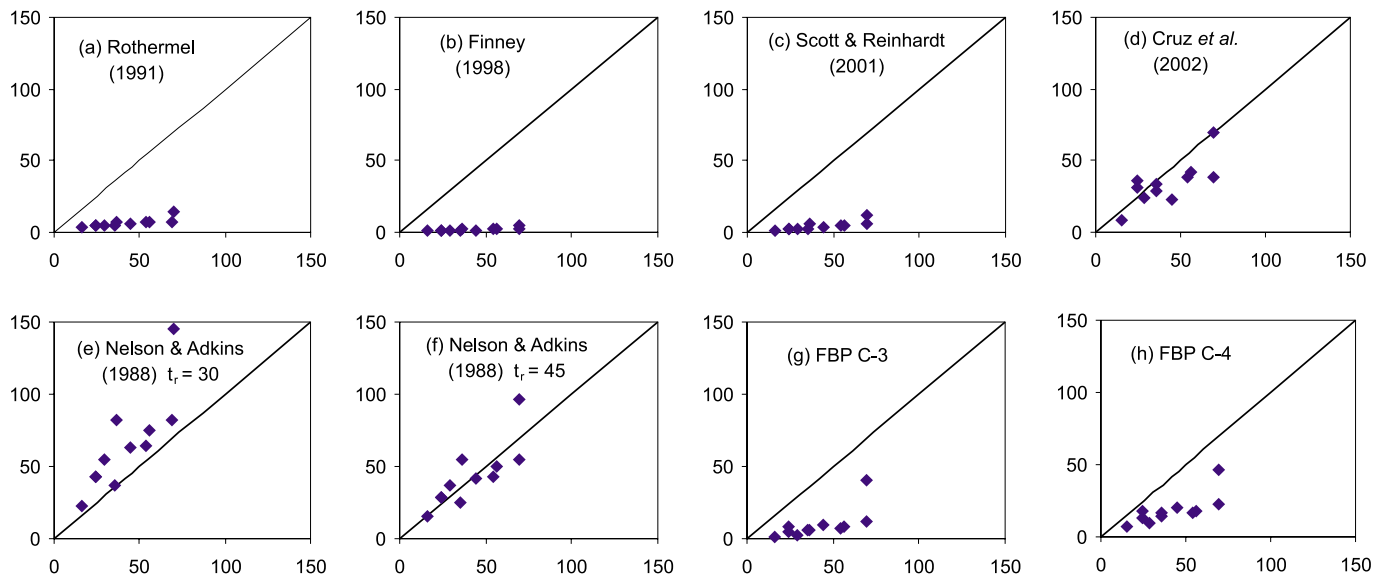 150
100
50
0
0 50 100 150
(a) Rothermel
(1991)
150
100
50
0
0 50 100 150
(b) Finney
(1998)
150
100
50
0
0 50 100 150
(c) Scott & Reinhardt
(2001)
150
100
50
0
0 50 100 150
(d) Cruz et al.
(2002)
150
100
50
0
0 50 100 150
(e) Nelson & Adkins
(1988) tr = 30
150
100
50
0
0 50 100 150
(f) Nelson & Adkins
(1988) tr = 45
150
100
50
0
0 50 100 150
(g) FBP C-3
150
100
50
0
0 50 100 150
(h) FBP C-4